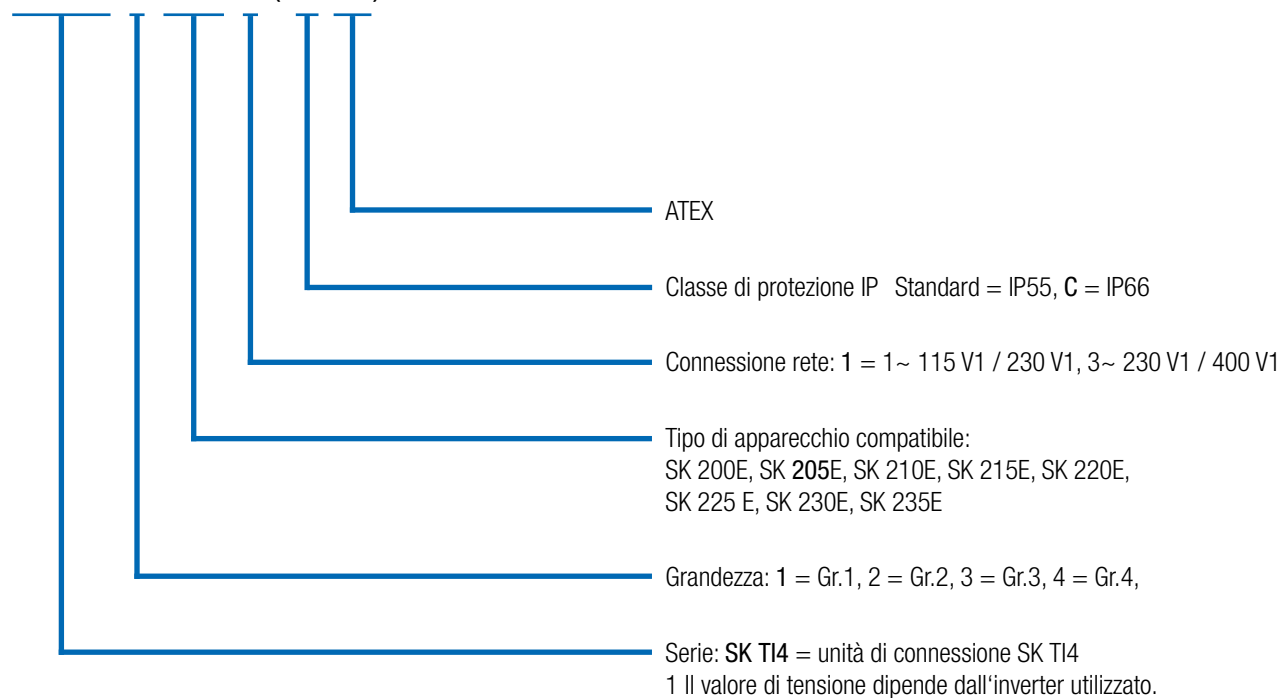 ATEX
Classe di protezione IP Standard = IP55, C = IP66
Connessione rete: 1 = 1~ 115 V1 / 230 V1, 3~ 230 V1 / 400 V1
Tipo di apparecchio compatibile:
SK 200E, SK 205E, SK 210E, SK 215E, SK 220E,
SK 225 E, SK 230E, SK 235E
Grandezza: 1 = Gr.1, 2 = Gr.2, 3 = Gr.3, 4 = Gr.4,
Serie: SK TI4 = unità di connessione SK TI4
1 Il valore di tensione dipende dall‘inverter utilizzato.